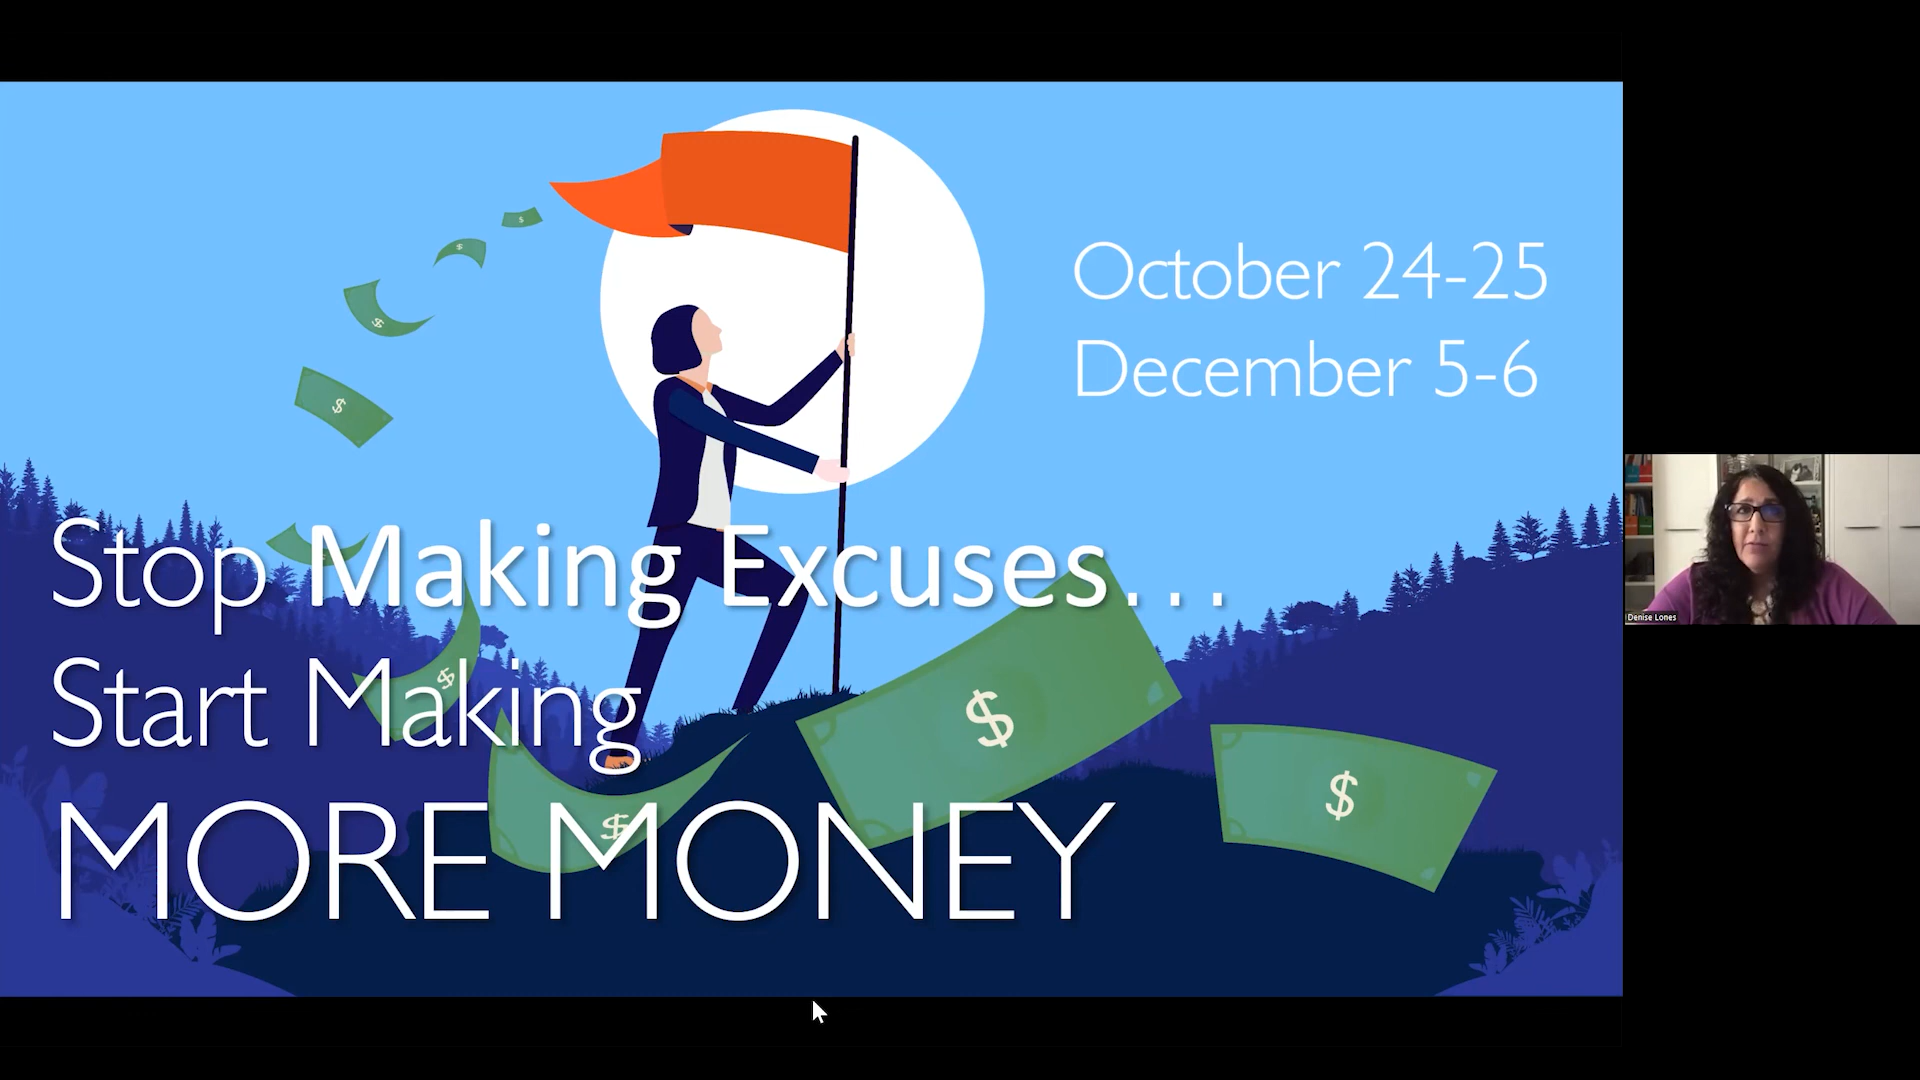 October 24-25
December 5-6
Stop Making Excuses...
Start Making
MORE MONEY
$
$
$
$
$
$
$
$
Denise Lones